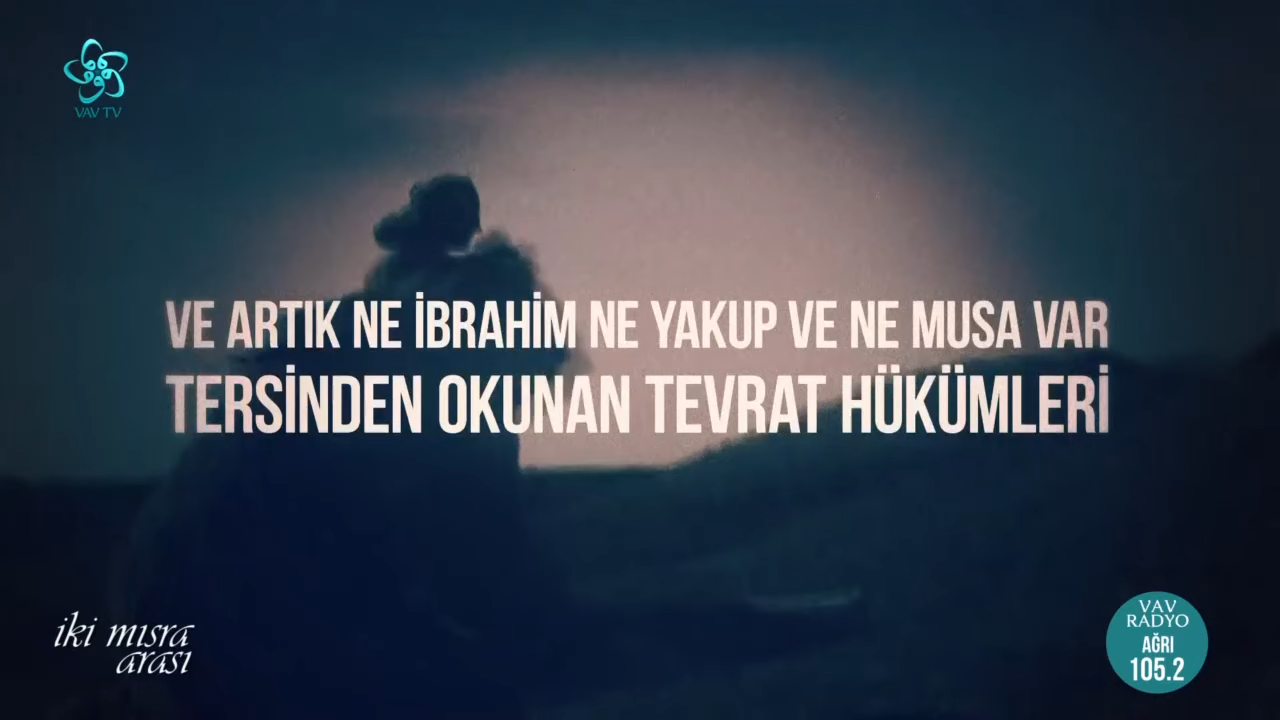 VAV TV
VE ARTIK NE İBRAHİM NE YAKUP VE NE MUSA VAR
TERSİNDEN OKUNAN TEVRAT HÜKÜMLERİ
iki mısra
arası
VAV
RADYO
AĞRI
105.2